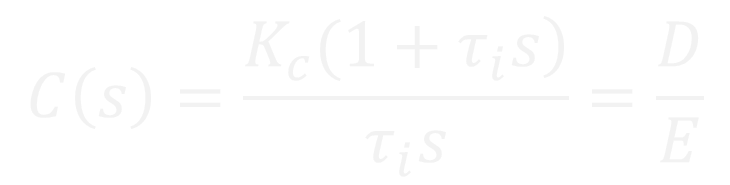 C(s) = K_c(1 + τ_i s) / τ_i s = D / E